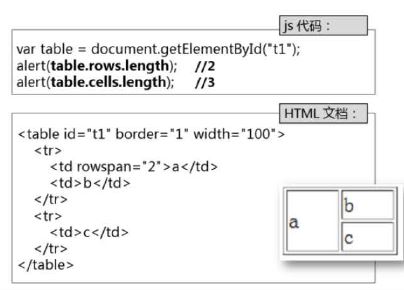 js 代码：
var table = document.getElementById("t1");
alert(table.rows.length);   //2
alert(table.cells.length);   //3
HTML 文档：
<table id="t1" border="1" width="100">
<tr>
<td rowspan="2">a</td>
<td>b</td>
</tr>
<tr>
<td>c</td>
</tr>
</table>
a
b
c